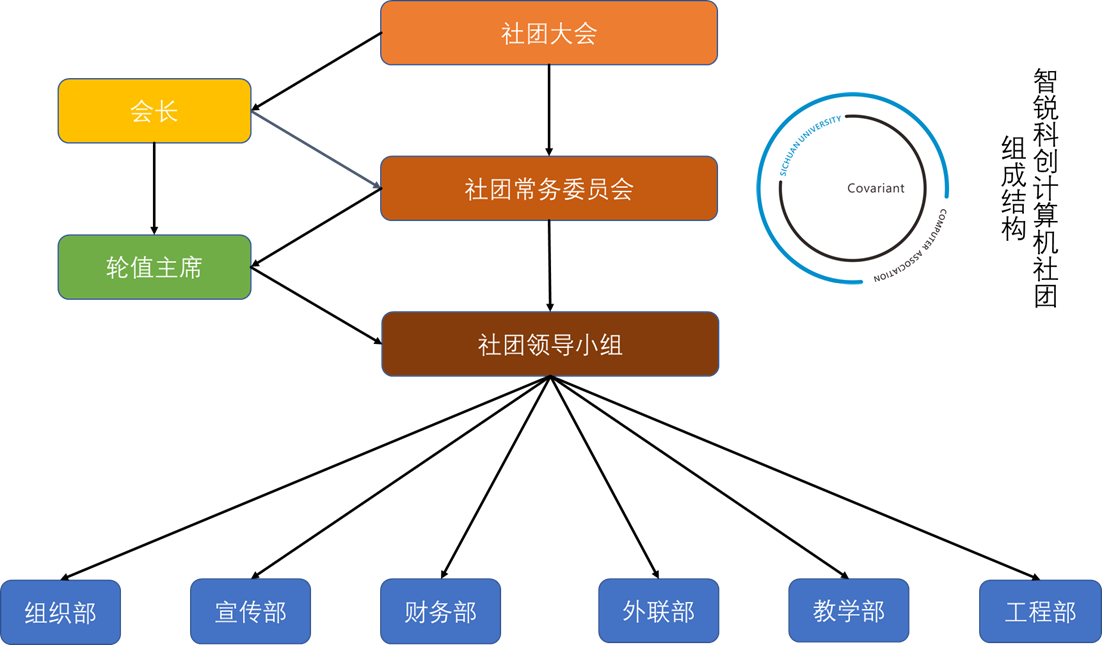 社团大会
会长
社团常务委员会
轮值主席
社团领导小组
组织部
宣传部
财务部
外联部
教学部
工程部
SICHUAN UNIVERSITY
Covariant
COMPUTER ASSOCIATION
智锐科创计算机社团
组成结构